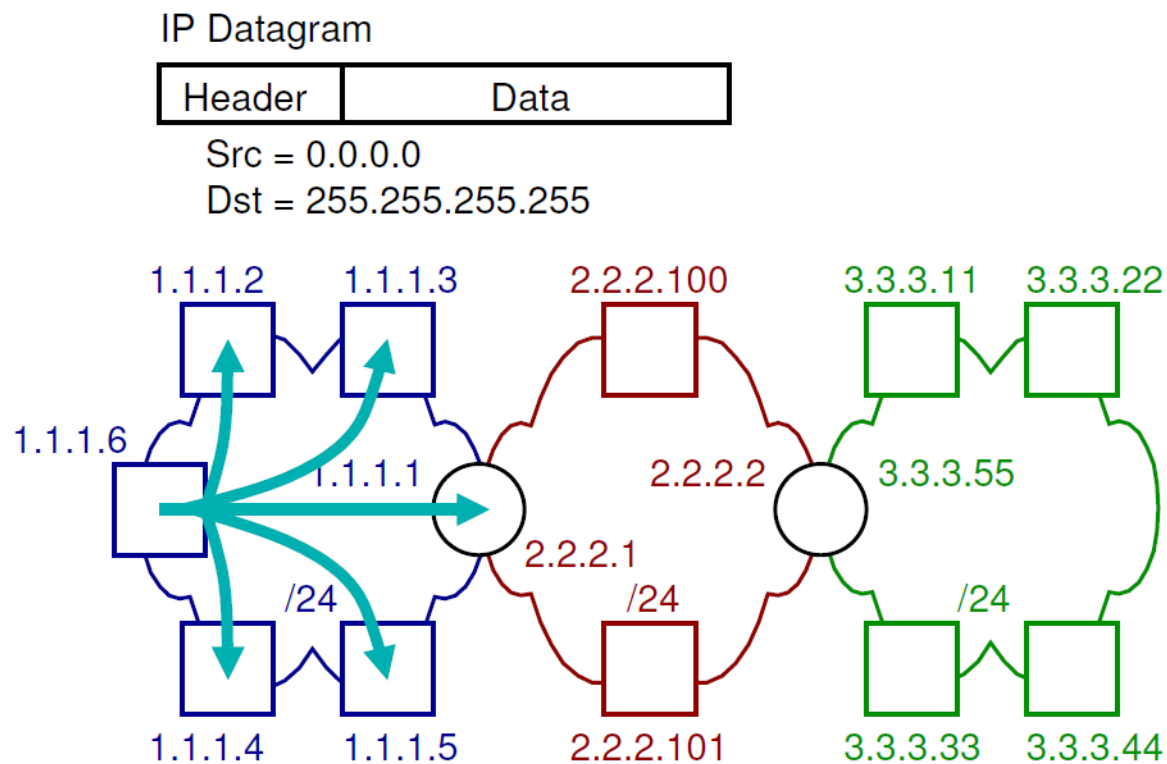 IP Datagram
Header Data
Src = 0.0.0.0
Dst = 255.255.255.255
1.1.1.2 1.1.1.3 2.2.2.100 3.3.3.11 3.3.3.22
1.1.1.6
1.1.1.1 2.2.2.2 3.3.3.55
2.2.2.1
/24 /24 /24
1.1.1.4 1.1.1.5 2.2.2.101 3.3.3.33 3.3.3.44